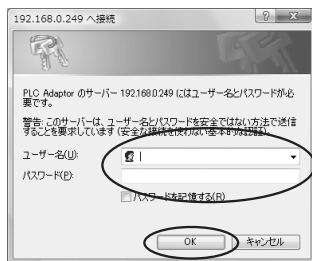 192.168.0.249 へ接続
PLC Adaptor のサーバー 192.168.0.249 にはユーザー名とパスワードが必
要です。
警告: このサーバーは、ユーザー名とパスワードを安全ではない方法で送信
することを要求しています (安全な接続を使わない基本的な認証)。
ユーザー名(U):
パスワード(P):
パスワードを記憶する(R)
OK
キャンセル